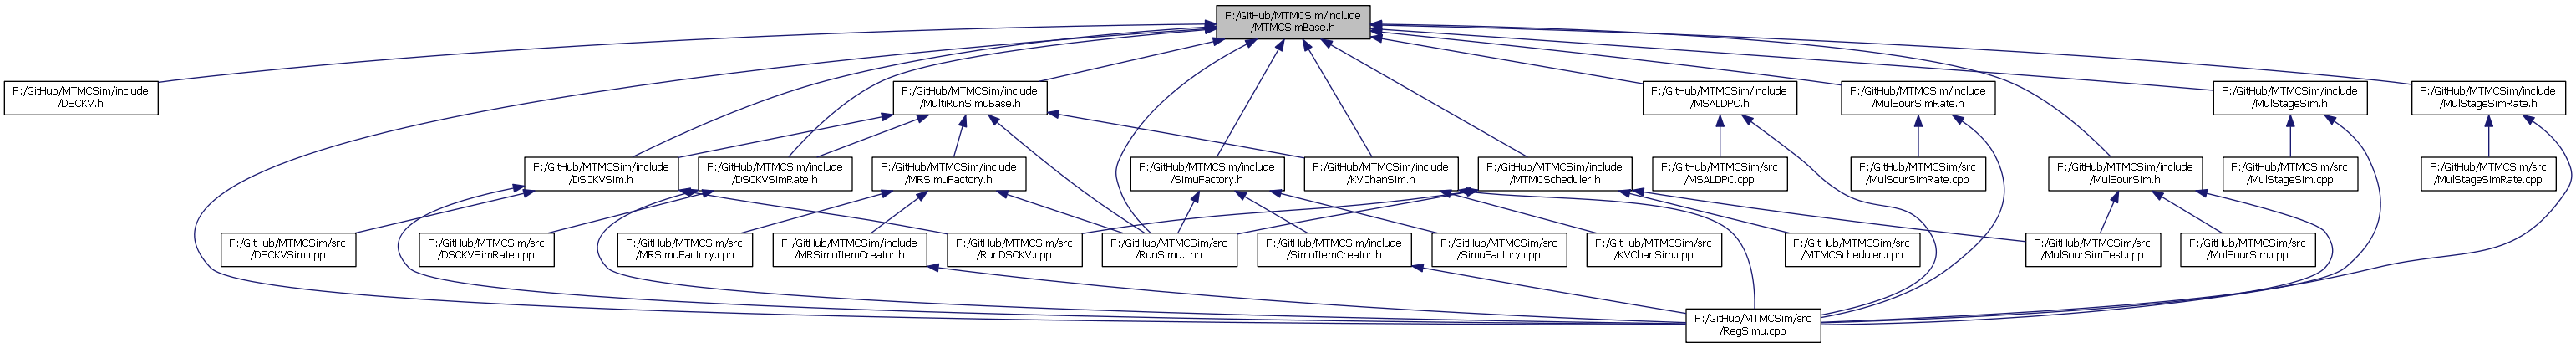 F:/GitHub/MTMCSim/include
/MTMCSimBase.h
F:/GitHub/MTMCSim/include
/DSCKV.h
F:/GitHub/MTMCSim/include
/MultiRunSimuBase.h
F:/GitHub/MTMCSim/include
/MSALDPC.h
F:/GitHub/MTMCSim/include
/MulSourSimRate.h
F:/GitHub/MTMCSim/include
/MulStageSim.h
F:/GitHub/MTMCSim/include
/MulStageSimRate.h
F:/GitHub/MTMCSim/include
/DSCKVSim.h
F:/GitHub/MTMCSim/include
/DSCKVSimRate.h
F:/GitHub/MTMCSim/include
/MRSimuFactory.h
F:/GitHub/MTMCSim/include
/SimuFactory.h
F:/GitHub/MTMCSim/include
/KVChanSim.h
F:/GitHub/MTMCSim/include
/MTMCScheduler.h
F:/GitHub/MTMCSim/src
/MSALDPC.cpp
F:/GitHub/MTMCSim/src
/MulSourSimRate.cpp
F:/GitHub/MTMCSim/include
/MulSourSim.h
F:/GitHub/MTMCSim/src
/MulStageSim.cpp
F:/GitHub/MTMCSim/src
/MulStageSimRate.cpp
F:/GitHub/MTMCSim/src
/DSCKVSim.cpp
F:/GitHub/MTMCSim/src
/DSCKVSimRate.cpp
F:/GitHub/MTMCSim/src
/MRSimuFactory.cpp
F:/GitHub/MTMCSim/include
/MRSimuItemCreator.h
F:/GitHub/MTMCSim/src
/RunDSCKV.cpp
F:/GitHub/MTMCSim/src
/RunSimu.cpp
F:/GitHub/MTMCSim/include
/SimuItemCreator.h
F:/GitHub/MTMCSim/src
/SimuFactory.cpp
F:/GitHub/MTMCSim/src
/KVChanSim.cpp
F:/GitHub/MTMCSim/src
/MTMCScheduler.cpp
F:/GitHub/MTMCSim/src
/MulSourSimTest.cpp
F:/GitHub/MTMCSim/src
/MulSourSim.cpp
F:/GitHub/MTMCSim/src
/RegSimu.cpp